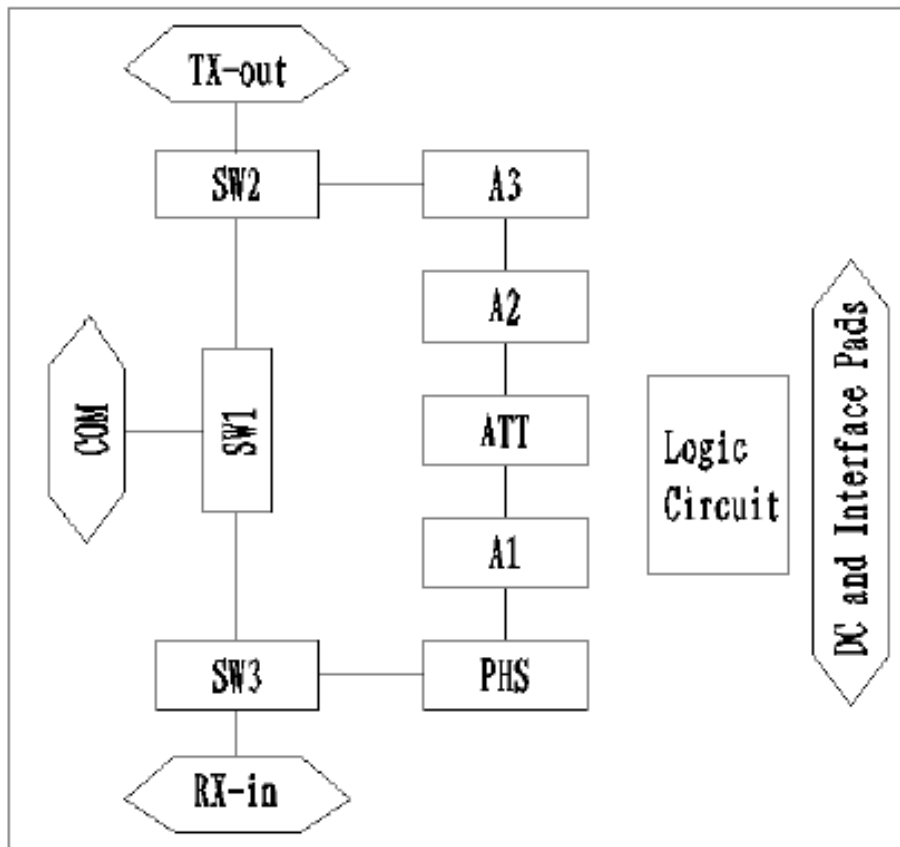 TX-out
SW2
A3
A2
COM
SW1
ATT
Logic
Circuit
DC and Interface Pads
A1
SW3
PHS
RX-in